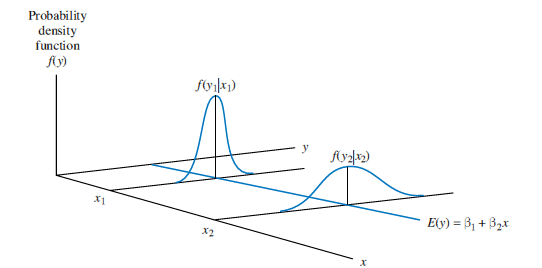 Probability
density
function
f(y)
f(y₁|x₁)
y
f(y₂|x₂)
x₁
x₂
E(y) = β₁ + β₂x
x